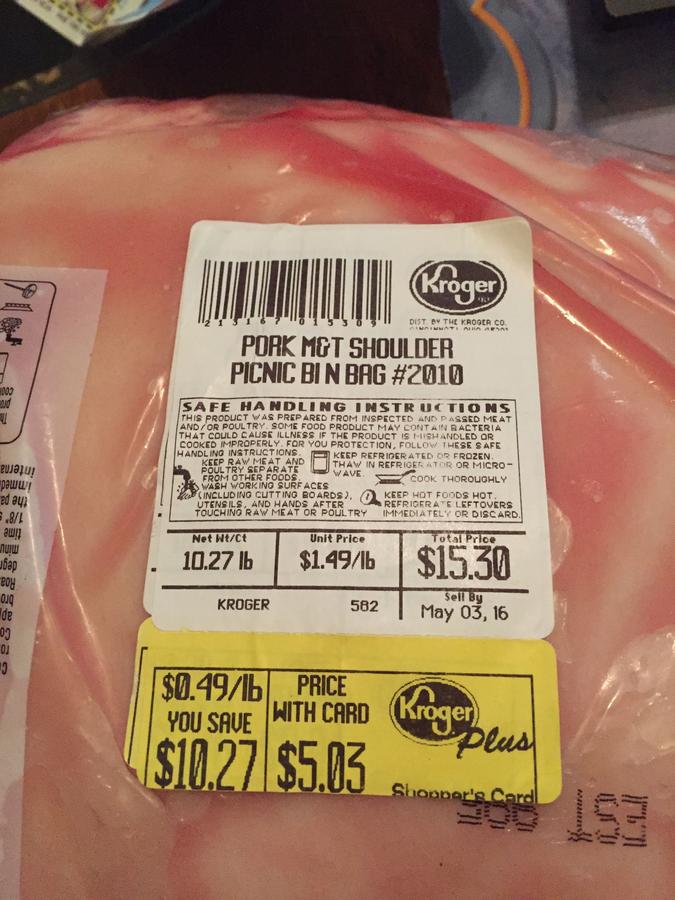 213167 015309
Kroger
DIST. BY THE KROGER CO.
PORK M&T SHOULDER
PICNIC BI N BAG #2010
SAFE HANDLING INSTRUCTIONS
THIS PRODUCT WAS PREPARED FROM INSPECTED AND PASSED MEAT
AND/OR POULTRY. SOME FOOD PRODUCT MAY CONTAIN BACTERIA
THAT COULD CAUSE ILLNESS IF THE PRODUCT IS MISHANDLED OR
COOKED IMPROPERLY. FOR YOU PROTECTION, FOLLOW THESE SAFE
HANDLING INSTRUCTIONS.
KEEP RAW MEAT AND
POULTRY SEPARATE
FROM OTHER FOODS.
WASH WORKING SURFACES
(INCLUDING CUTTING BOARDS),
UTENSILS, AND HANDS AFTER
TOUCHING RAW MEAT OR POULTRY
KEEP REFRIGERATED OR FROZEN.
THAW IN REFRIGERATOR OR MICRO-
WAVE.
COOK THOROUGHLY
KEEP HOT FOODS HOT.
REFRIGERATE LEFTOVERS
IMMEDIATELY OR DISCARD.
Net Wt/Ct Unit Price Total Price
10.27 lb $1.49/lb $15.30
Sell By
KROGER 582 May 03, 16
$0.49/lb
YOU SAVE
$10.27
PRICE
WITH CARD
$5.03
Kroger
Plus
Shopper's Card